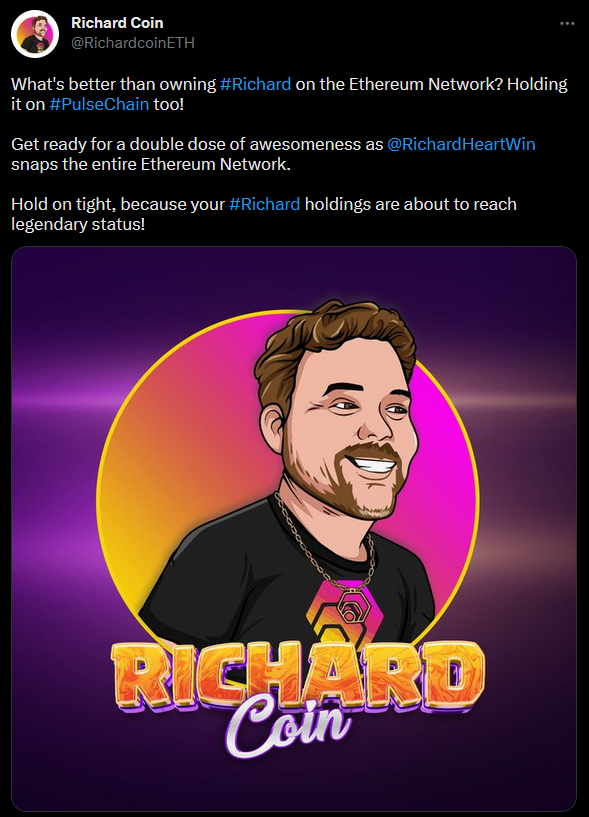 Richard Coin
@RichardcoinETH
What's better than owning #Richard on the Ethereum Network? Holding
it on #PulseChain too!
Get ready for a double dose of awesomeness as @RichardHeartWin
snaps the entire Ethereum Network.
Hold on tight, because your #Richard holdings are about to reach
legendary status!
RICHARD
Coin